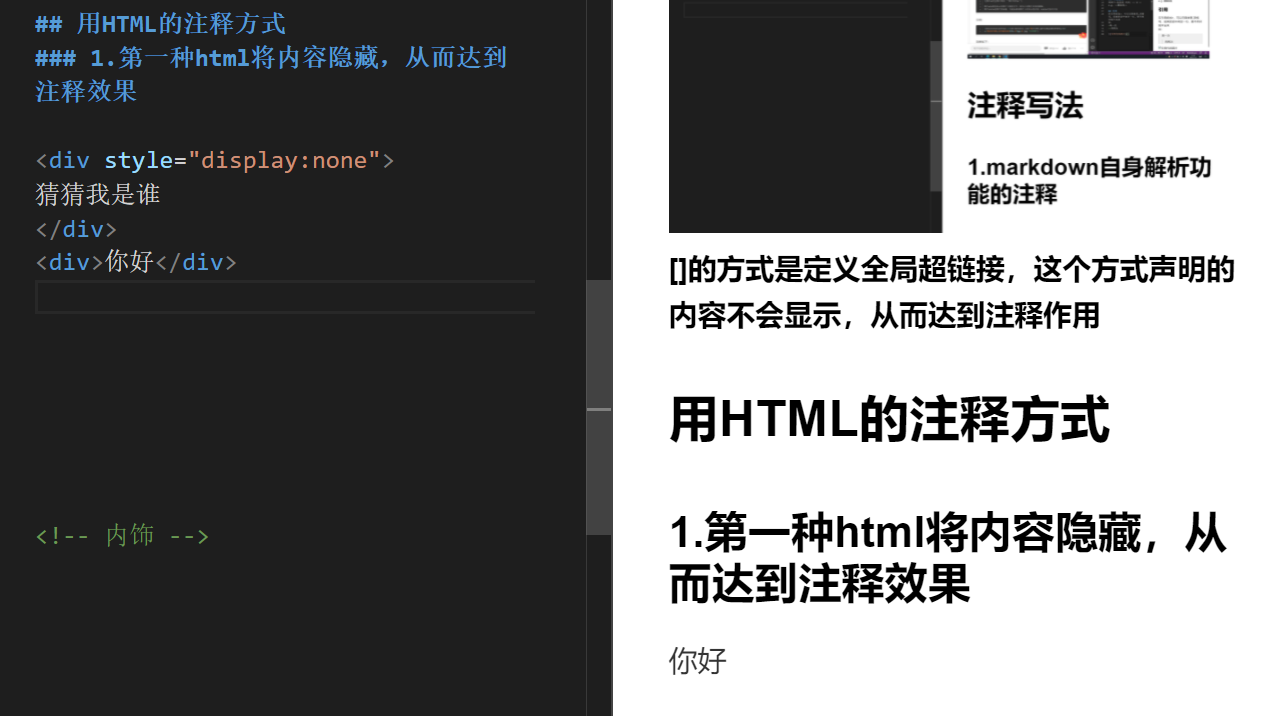 ## 用HTML的注释方式
### 1.第一种html将内容隐藏，从而达到
注释效果
<div style="display:none">
猜猜我是谁
</div>
<div>你好</div>
<!-- 内饰 -->
注释写法
1.markdown自身解析功
能的注释
[]的方式是定义全局超链接，这个方式声明的
内容不会显示，从而达到注释作用
用HTML的注释方式
1.第一种html将内容隐藏，从
而达到注释效果
你好